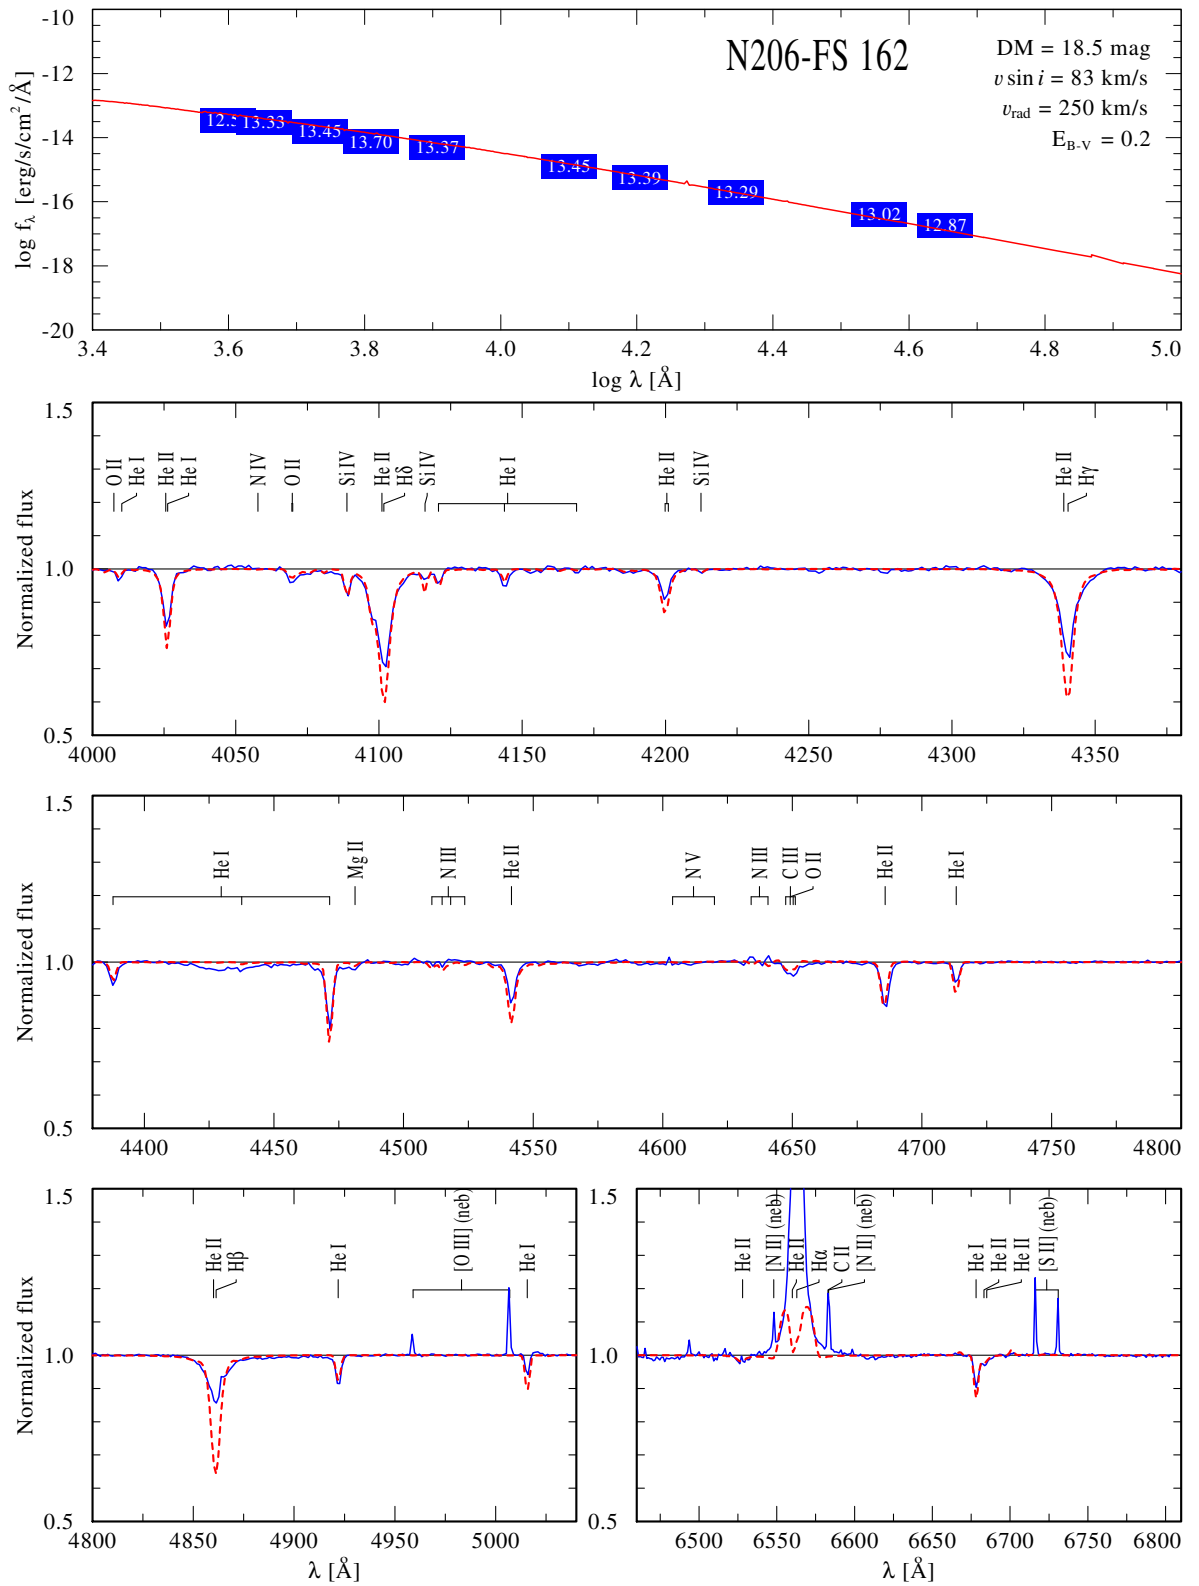 N206-FS 162
DM = 18.5 mag
v sin i = 83 km/s
v_rad = 250 km/s
E_B-V = 0.2
log f_λ [erg/s/cm²/Å]
-10
-12
-14
-16
-18
-20
13.33
13.45
13.70
13.37
13.45
13.39
13.29
13.02
12.87
3.4 3.6 3.8 4.0 4.2 4.4 4.6 4.8 5.0
log λ [Å]
Normalized flux
1.5
1.0
0.5
O II
He I
He II
He I
N IV
O II
Si IV
He II
Hδ
Si IV
He I
He II
Si IV
He II
Hγ
4000 4050 4100 4150 4200 4250 4300 4350
Normalized flux
1.5
1.0
0.5
He I
Mg II
N III
He II
N V
N III
C III
O II
He II
He I
4400 4450 4500 4550 4600 4650 4700 4750 4800
Normalized flux
1.5
1.0
0.5
He II
Hβ
He I
[O III] (neb)
He I
4800 4850 4900 4950 5000
λ [Å]
1.5
1.0
0.5
He II
[N II] (neb)
He II
Hα
C II
[N II] (neb)
He I
He II
He II
[S II] (neb)
6500 6550 6600 6650 6700 6750 6800
λ [Å]